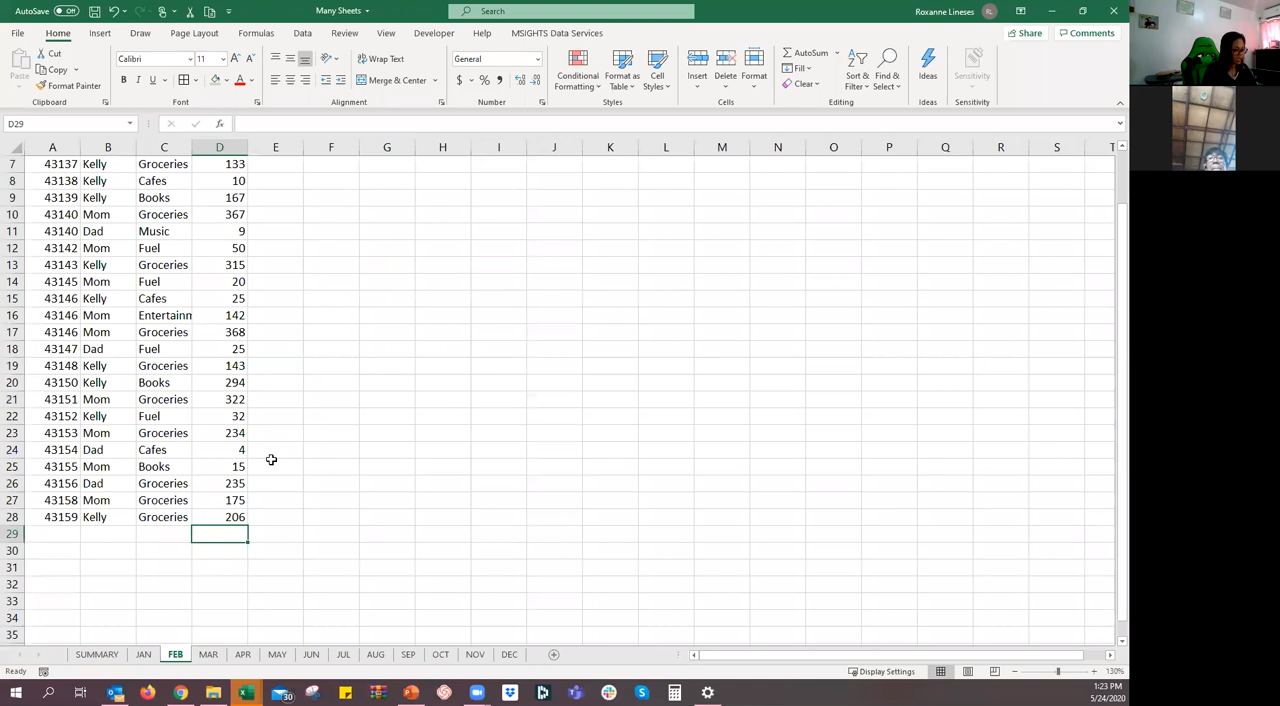 AutoSave Off Many Sheets Search Roxanne Lineses RL
File Home Insert Draw Page Layout Formulas Data Review View Developer Help MSIGHTS Data Services Share Comments
Paste Cut Copy Format Painter Clipboard
Calibri 11 A A B I U A Font
Wrap Text Merge & Center Alignment
General $ % Number
Conditional Formatting Format as Table Cell Styles Styles
Insert Delete Format Cells
AutoSum Fill Clear Sort & Filter Find & Select Editing
Ideas Ideas
Sensitivity Sensitivity
D29 fx
A B C D E F G H I J K L M N O P Q R S T
7 43137 Kelly Groceries 133
8 43138 Kelly Cafes 10
9 43139 Kelly Books 167
10 43140 Mom Groceries 367
11 43140 Dad Music 9
12 43142 Mom Fuel 50
13 43143 Kelly Groceries 315
14 43145 Mom Fuel 20
15 43146 Kelly Cafes 25
16 43146 Mom Entertainm 142
17 43146 Mom Groceries 368
18 43147 Dad Fuel 25
19 43148 Kelly Groceries 143
20 43150 Kelly Books 294
21 43151 Mom Groceries 322
22 43152 Kelly Fuel 32
23 43153 Mom Groceries 234
24 43154 Dad Cafes 4
25 43155 Mom Books 15
26 43156 Dad Groceries 235
27 43158 Mom Groceries 175
28 43159 Kelly Groceries 206
29
30
31
32
33
34
35
SUMMARY JAN FEB MAR APR MAY JUN JUL AUG SEP OCT NOV DEC
Ready Display Settings 130%
30 1:23 PM
5/24/2020